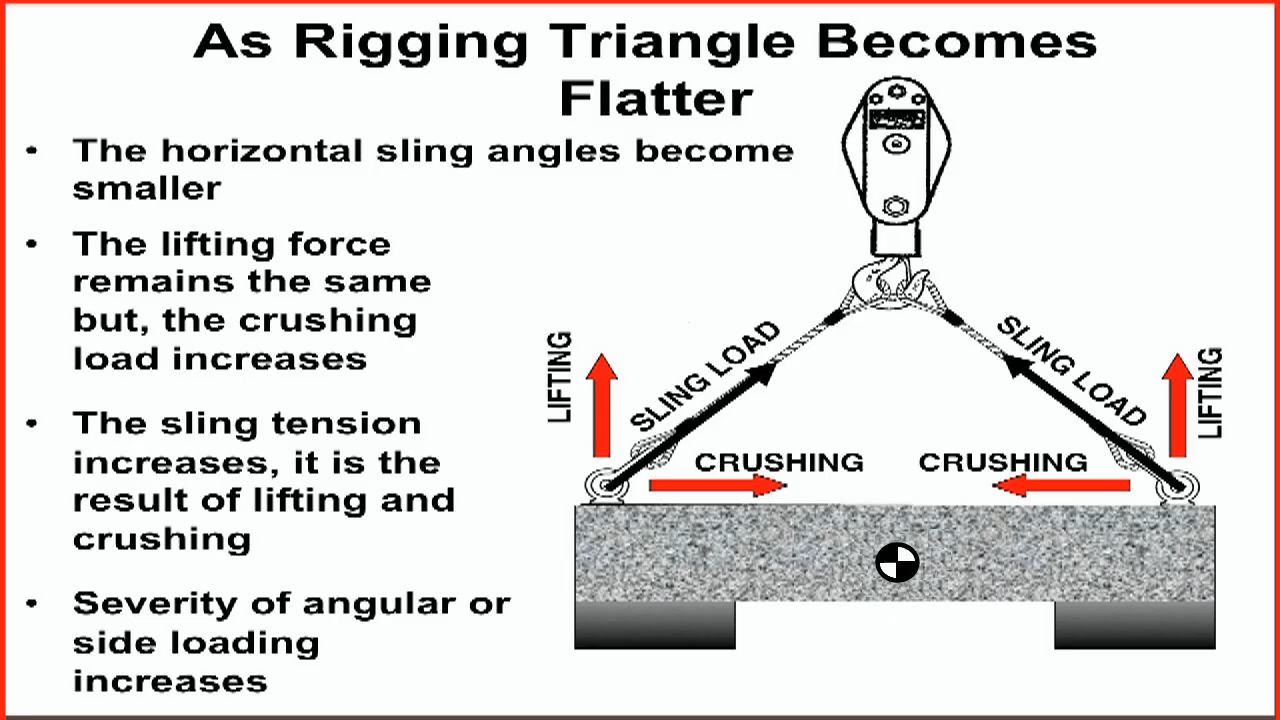 As Rigging Triangle Becomes
Flatter
• The horizontal sling angles become
smaller
• The lifting force
remains the same
but, the crushing
load increases
• The sling tension
increases, it is the
result of lifting and
crushing
• Severity of angular or
side loading
increases
LIFTING
SLING LOAD
SLING LOAD
LIFTING
CRUSHING
CRUSHING